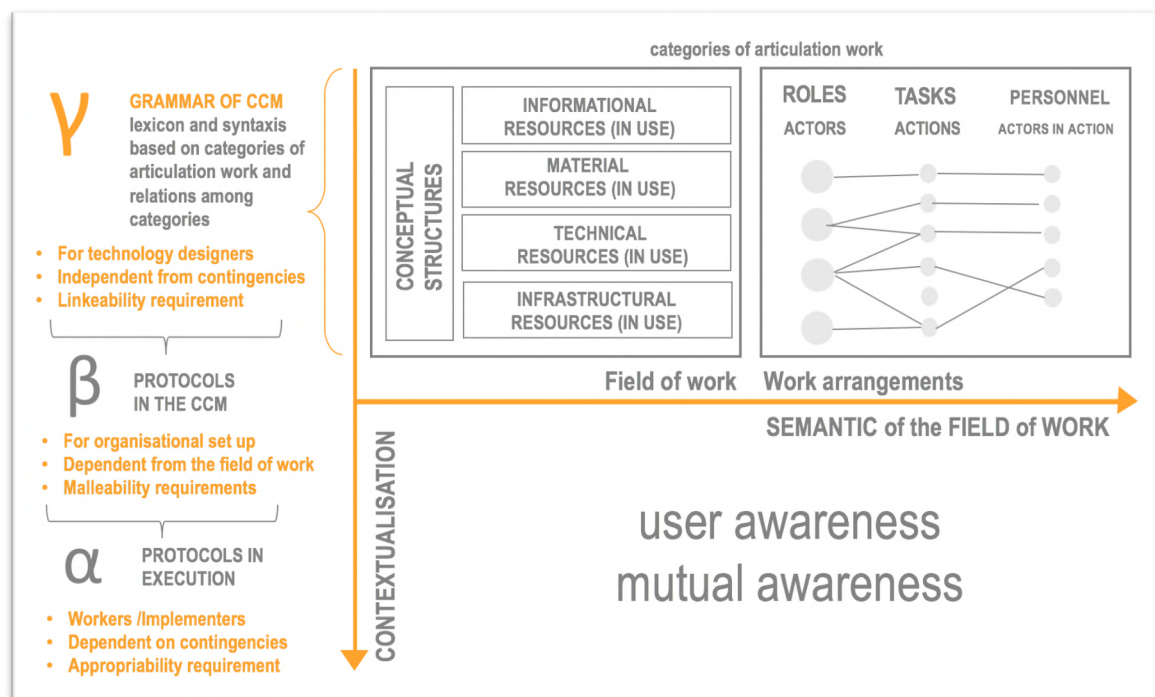 categories of articulation work
γ
GRAMMAR OF CCM
lexicon and syntaxis
based on categories of
articulation work and
relations among
categories
• For technology designers
• Independent from contingencies
• Linkeability requirement
β
PROTOCOLS
IN THE CCM
• For organisational set up
• Dependent from the field of work
• Malleability requirements
α
PROTOCOLS IN
EXECUTION
• Workers /Implementers
• Dependent on contingencies
• Appropriability requirement
CONCEPTUAL
STRUCTURES
INFORMATIONAL
RESOURCES (IN USE)
MATERIAL
RESOURCES (IN USE)
TECHNICAL
RESOURCES (IN USE)
INFRASTRUCTURAL
RESOURCES (IN USE)
ROLES
ACTORS
TASKS
ACTIONS
PERSONNEL
ACTORS IN ACTION
Field of work
Work arrangements
SEMANTIC of the FIELD of WORK
CONTEXTUALISATION
user awareness
mutual awareness